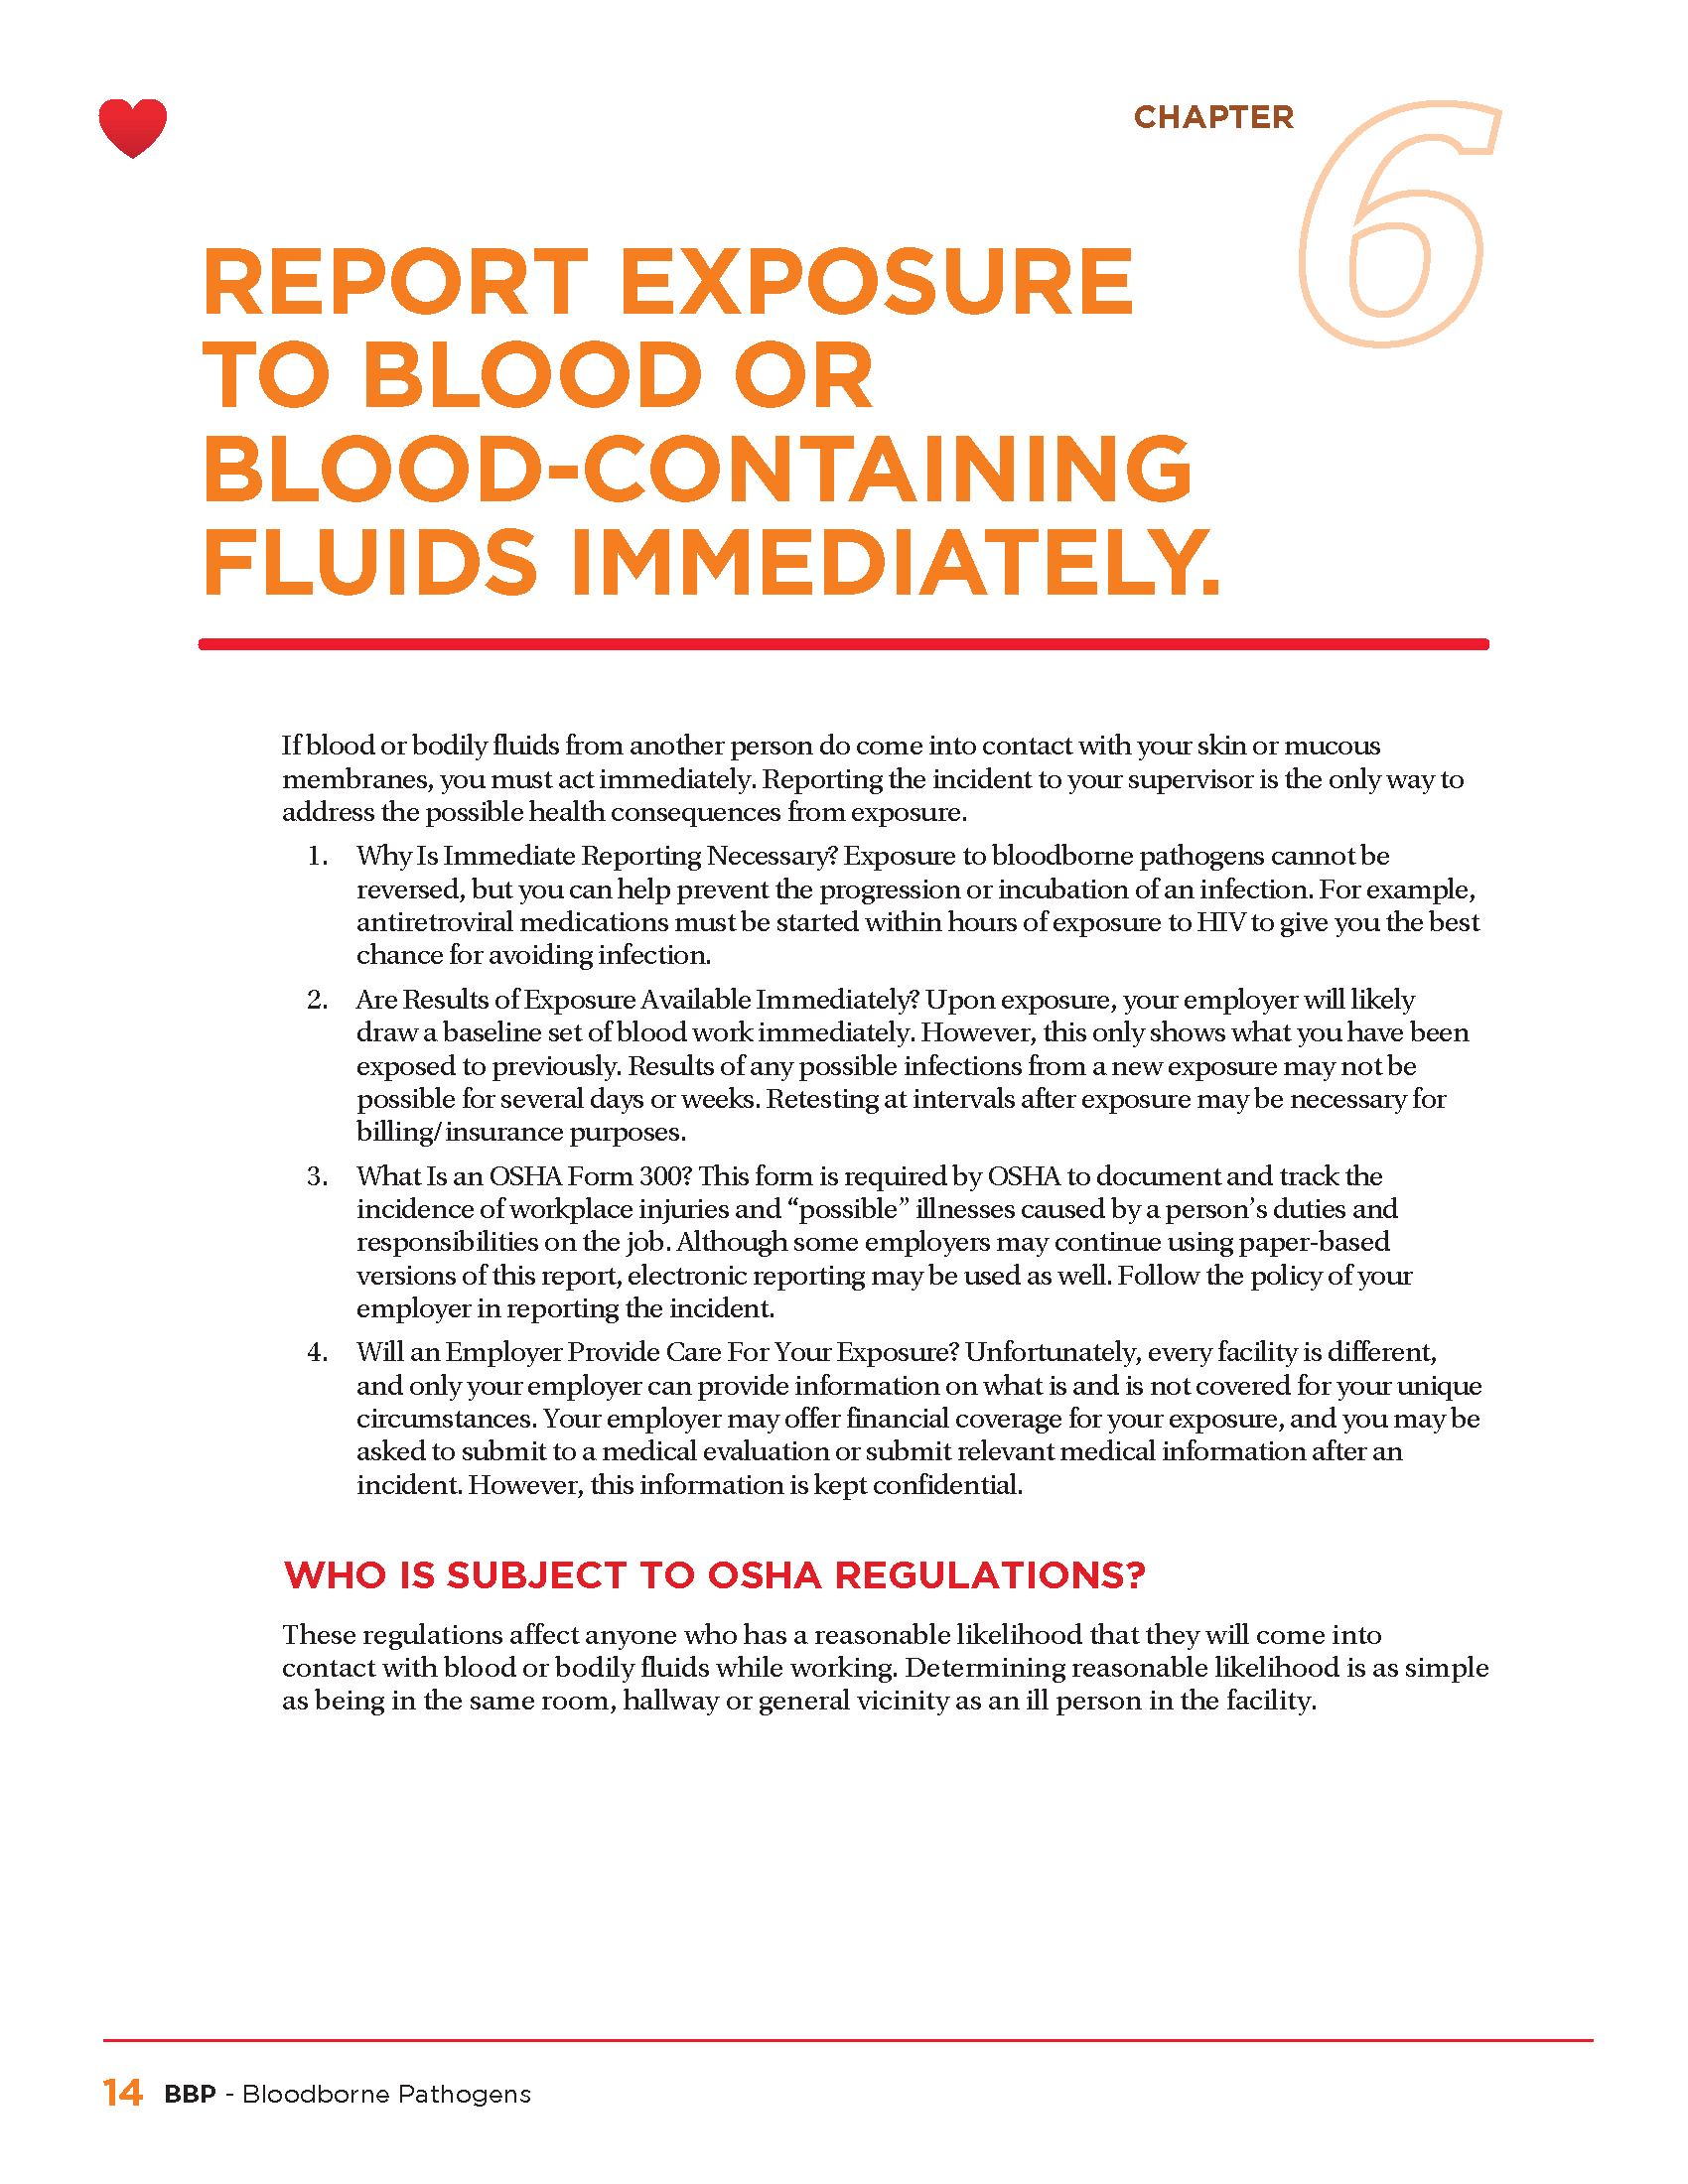 CHAPTER
6
REPORT EXPOSURE
TO BLOOD OR
BLOOD-CONTAINING
FLUIDS IMMEDIATELY.
If blood or bodily fluids from another person do come into contact with your skin or mucous
membranes, you must act immediately. Reporting the incident to your supervisor is the only way to
address the possible health consequences from exposure.
1. Why Is Immediate Reporting Necessary? Exposure to bloodborne pathogens cannot be
reversed, but you can help prevent the progression or incubation of an infection. For example,
antiretroviral medications must be started within hours of exposure to HIV to give you the best
chance for avoiding infection.
2. Are Results of Exposure Available Immediately? Upon exposure, your employer will likely
draw a baseline set of blood work immediately. However, this only shows what you have been
exposed to previously. Results of any possible infections from a new exposure may not be
possible for several days or weeks. Retesting at intervals after exposure may be necessary for
billing/insurance purposes.
3. What Is an OSHA Form 300? This form is required by OSHA to document and track the
incidence of workplace injuries and “possible” illnesses caused by a person’s duties and
responsibilities on the job. Although some employers may continue using paper-based
versions of this report, electronic reporting may be used as well. Follow the policy of your
employer in reporting the incident.
4. Will an Employer Provide Care For Your Exposure? Unfortunately, every facility is different,
and only your employer can provide information on what is and is not covered for your unique
circumstances. Your employer may offer financial coverage for your exposure, and you may be
asked to submit to a medical evaluation or submit relevant medical information after an
incident. However, this information is kept confidential.
WHO IS SUBJECT TO OSHA REGULATIONS?
These regulations affect anyone who has a reasonable likelihood that they will come into
contact with blood or bodily fluids while working. Determining reasonable likelihood is as simple
as being in the same room, hallway or general vicinity as an ill person in the facility.
14 BBP - Bloodborne Pathogens